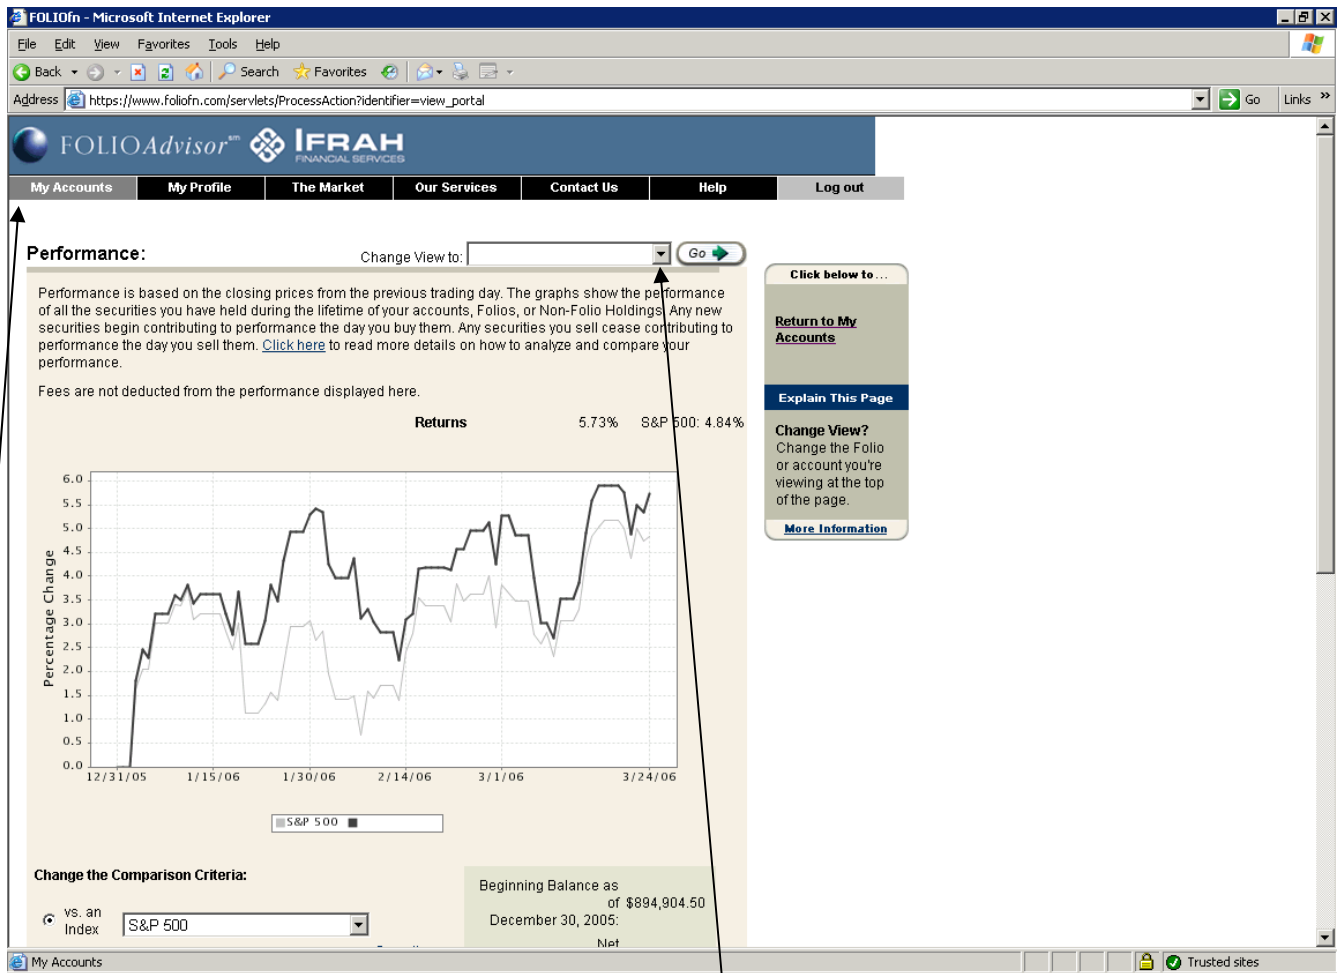 FOLIOfn - Microsoft Internet Explorer
File Edit View Favorites Tools Help
Back Search Favorites
Address https://www.foliofn.com/servlets/ProcessAction?identifier=view_portal Go Links »
FOLIOAdvisor℠ IFRAH
FINANCIAL SERVICES
My Accounts My Profile The Market Our Services Contact Us Help Log out
Performance: Change View to: Go
Performance is based on the closing prices from the previous trading day. The graphs show the performance
of all the securities you have held during the lifetime of your accounts, Folios, or Non-Folio Holdings. Any new
securities begin contributing to performance the day you buy them. Any securities you sell cease contributing to
performance the day you sell them. Click here to read more details on how to analyze and compare your
performance.
Fees are not deducted from the performance displayed here.
Returns 5.73% S&P 500: 4.84%
Percentage Change
6.0
5.5
5.0
4.5
4.0
3.5
3.0
2.5
2.0
1.5
1.0
0.5
0.0
12/31/05 1/15/06 1/30/06 2/14/06 3/1/06 3/24/06
S&P 500
Change the Comparison Criteria:
vs. an
Index
S&P 500
Beginning Balance as
of $894,904.50
December 30, 2005:
Net
Click below to...
Return to My
Accounts
Explain This Page
Change View?
Change the Folio
or account you're
viewing at the top
of the page.
More Information
My Accounts Trusted sites